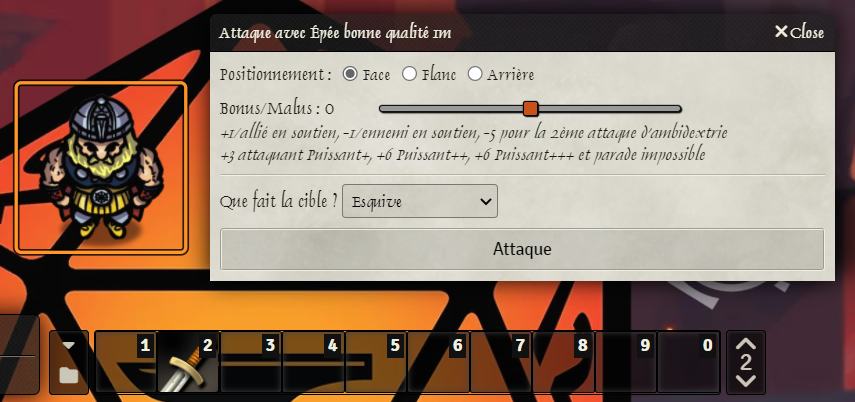 Attaque avec Épée bonne qualité 1m
Close
Positionnement : Face Flanc Arrière
Bonus/Malus : 0
+1/allié en soutien, -1/ennemi en soutien, -5 pour la 2ème attaque d'ambidextrie
+3 attaquant Puissant+, +6 Puissant++, +6 Puissant+++ et parade impossible
Que fait la cible ? Esquive
Attaque
1 2 3 4 5 6 7 8 9 0
2